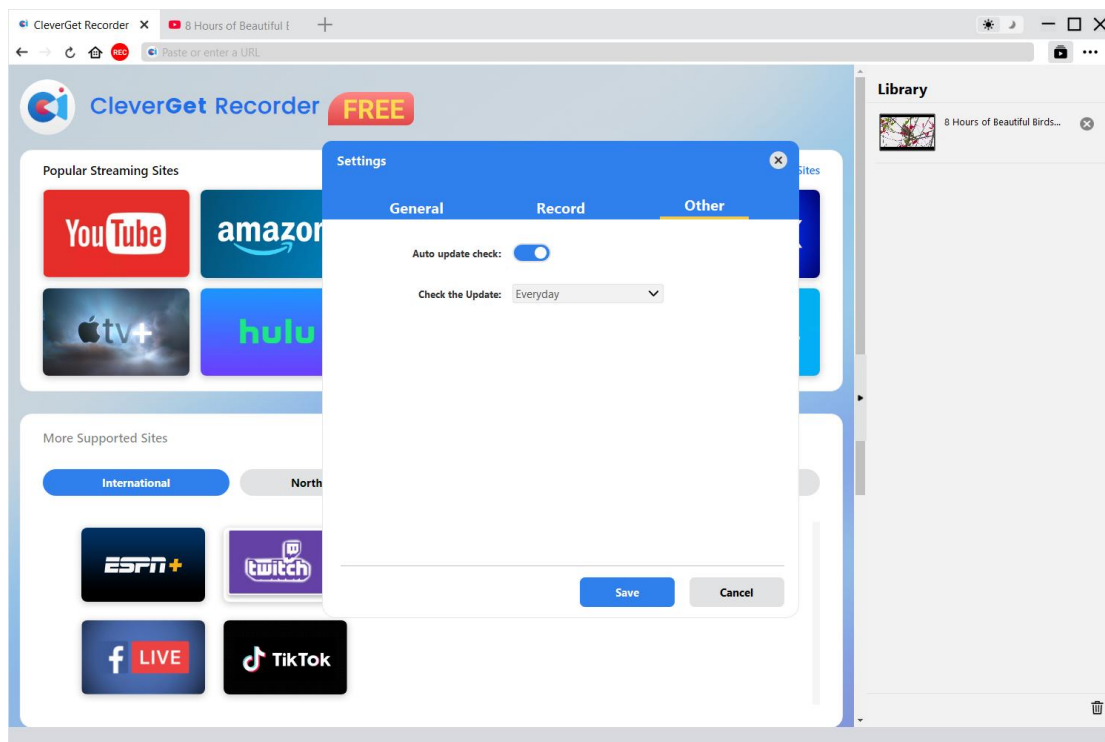 CleverGet Recorder
8 Hours of Beautiful
REC
Paste or enter a URL
CleverGet Recorder FREE
Library
8 Hours of Beautiful Birds...
Popular Streaming Sites
Sites
YouTube
amazon
tv+
hulu
Settings
General Record Other
Auto update check:
Check the Update: Everyday
Save Cancel
More Supported Sites
International North
ESPN+
twitch
f LIVE
TikTok